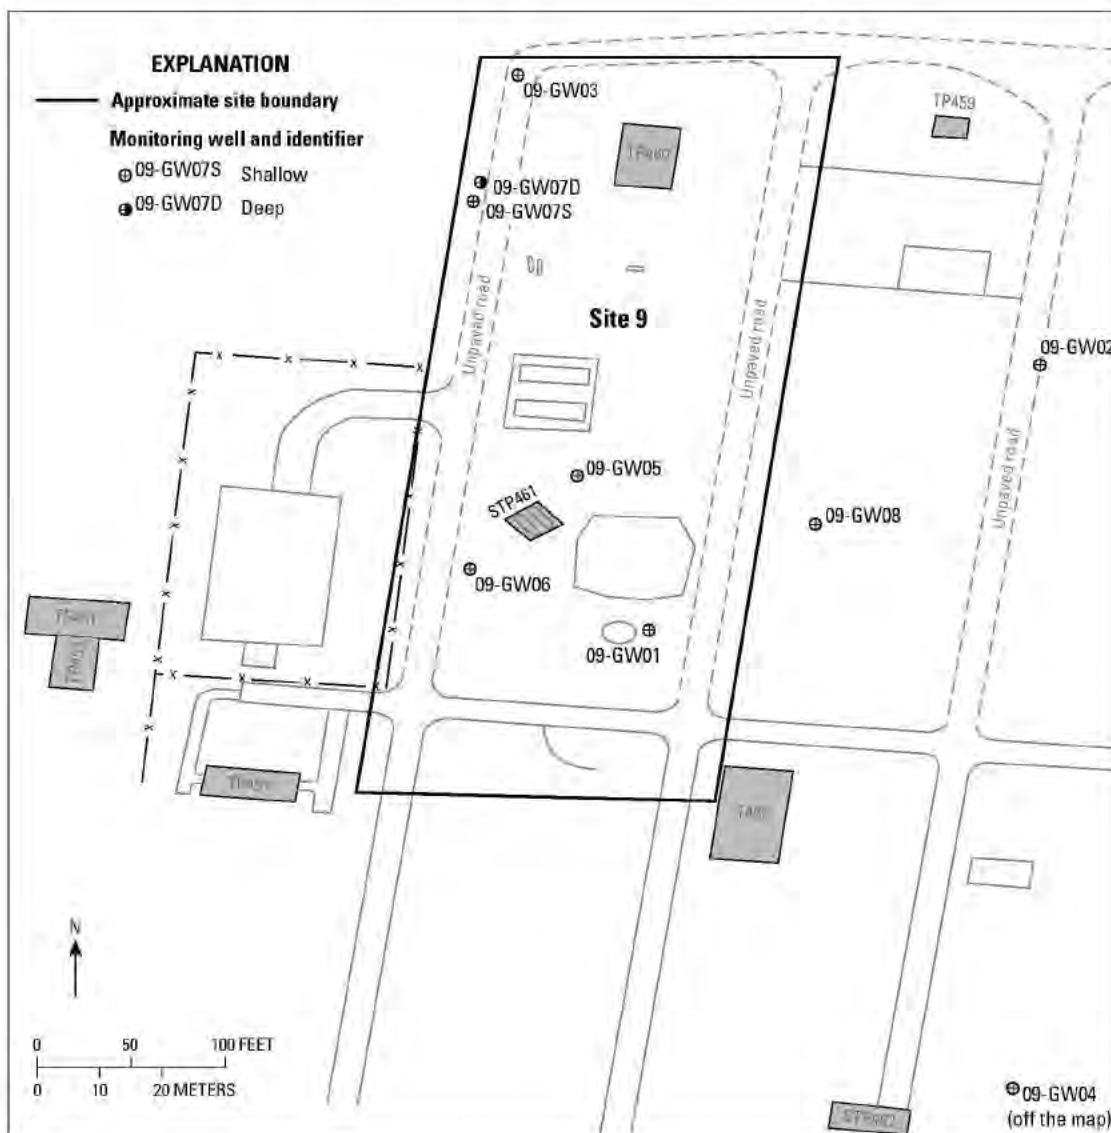 EXPLANATION
Approximate site boundary
Monitoring well and identifier
09-GW07S Shallow
09-GW07D Deep
09-GW03
TP459
TP460
09-GW07D
09-GW07S
Unpaved road
Site 9
Unpaved road
09-GW02
Unpaved road
09-GW05
STP461
09-GW08
09-GW06
09-GW01
N
0 50 100 FEET
0 10 20 METERS
09-GW04
(off the map)